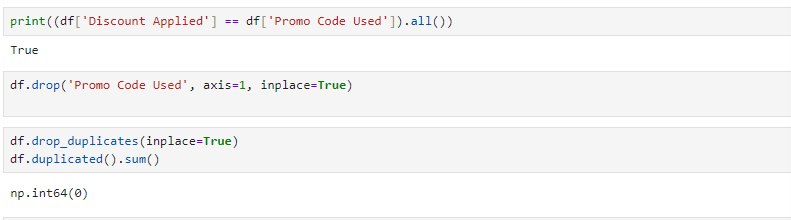 print((df['Discount Applied'] == df['Promo Code Used']).all())
True
df.drop('Promo Code Used', axis=1, inplace=True)
df.drop_duplicates(inplace=True)
df.duplicated().sum()
np.int64(0)